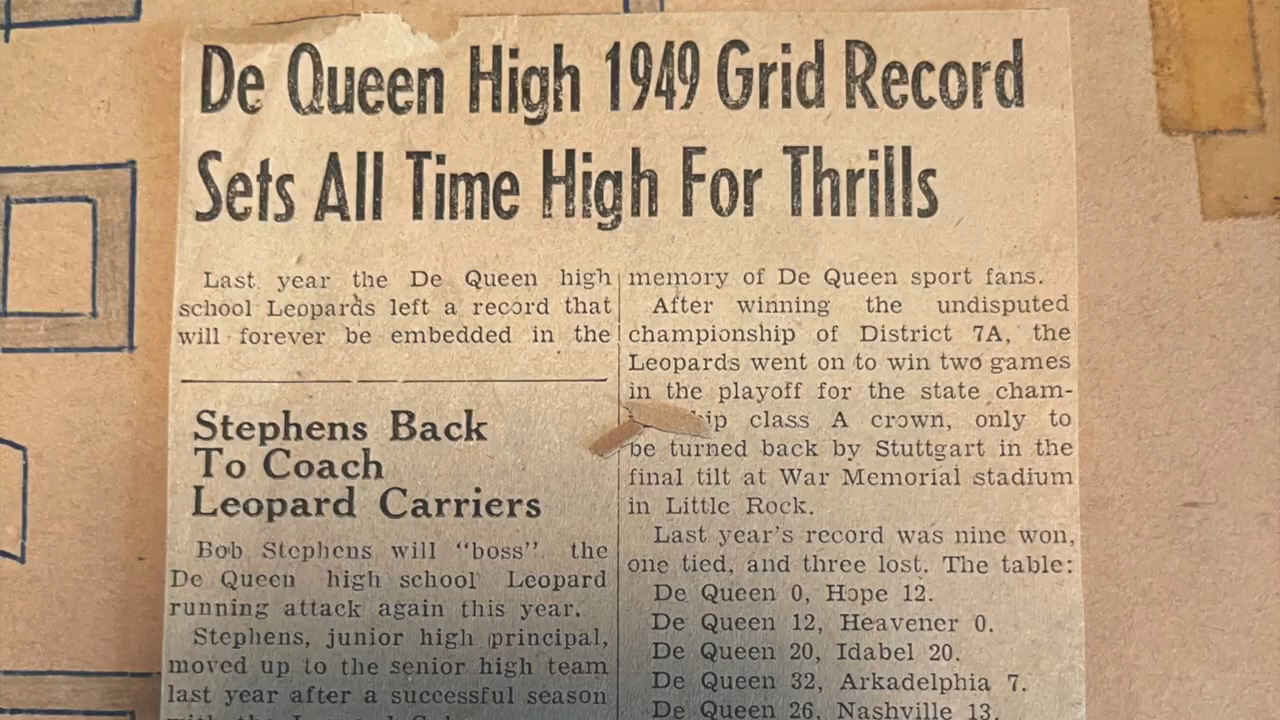 De Queen High 1949 Grid Record
Sets All Time High For Thrills
Last year the De Queen high
school Leopards left a record that
will forever be embedded in the
memory of De Queen sport fans.
After winning the undisputed
championship of District 7A, the
Leopards went on to win two games
in the playoff for the state cham-
ip class A crown, only to
be turned back by Stuttgart in the
final tilt at War Memorial stadium
in Little Rock.
Last year's record was nine won,
one tied, and three lost. The table:
De Queen 0, Hope 12.
De Queen 12, Heavener 0.
De Queen 20, Idabel 20.
De Queen 32, Arkadelphia 7.
De Queen 26, Nashville 13.
Stephens Back
To Coach
Leopard Carriers
Bob Stephens will "boss" the
De Queen high school Leopard
running attack again this year.
Stephens, junior high principal,
moved up to the senior high team
last year after a successful season